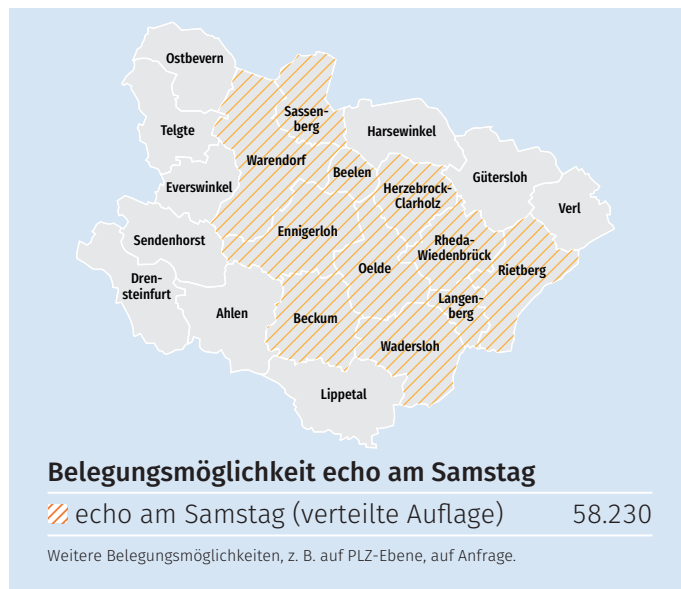 Ostbevern
Sassen-
berg
Telgte
Harsewinkel
Warendorf
Beelen
Gütersloh
Everswinkel
Herzebrock-
Clarholz
Verl
Ennigerloh
Sendenhorst
Rheda-
Wiedenbrück
Oelde
Rietberg
Dren-
steinfurt
Langen-
berg
Ahlen
Beckum
Wadersloh
Lippetal
Belegungsmöglichkeit echo am Samstag
echo am Samstag (verteilte Auflage) 58.230
Weitere Belegungsmöglichkeiten, z. B. auf PLZ-Ebene, auf Anfrage.